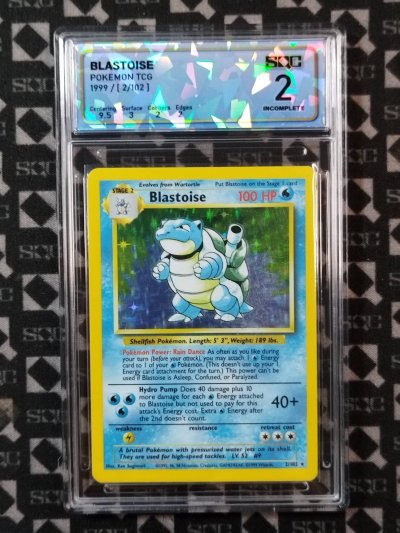 BLASTOISE
POKEMON TCG
1999 / [ 2/102 ]
Centering Surface Corners Edges
9.5 3 2 2
SQC
2
INCOMPLETE
STAGE 2
Evolves from Wartortle
Put Blastoise on the Stage 1 card
Blastoise
100 HP
Shellfish Pokémon. Length: 5' 3", Weight: 189 lbs.
Pokémon Power: Rain Dance As often as you like during
your turn (before your attack), you may attach 1 Energy
card to 1 of your Pokémon. (This doesn't use up your 1
Energy card attachment for the turn.) This power can't be
used if Blastoise is Asleep, Confused, or Paralyzed.
Hydro Pump Does 40 damage plus 10
more damage for each Energy attached
to Blastoise but not used to pay for this
attack's Energy cost. Extra Energy after
the 2nd doesn't count.
40+
weakness
resistance
retreat cost
A brutal Pokémon with pressurized water jets on its shell.
They are used for high-speed tackles. LV. 52 #9
Illus. Ken Sugimori
2/102